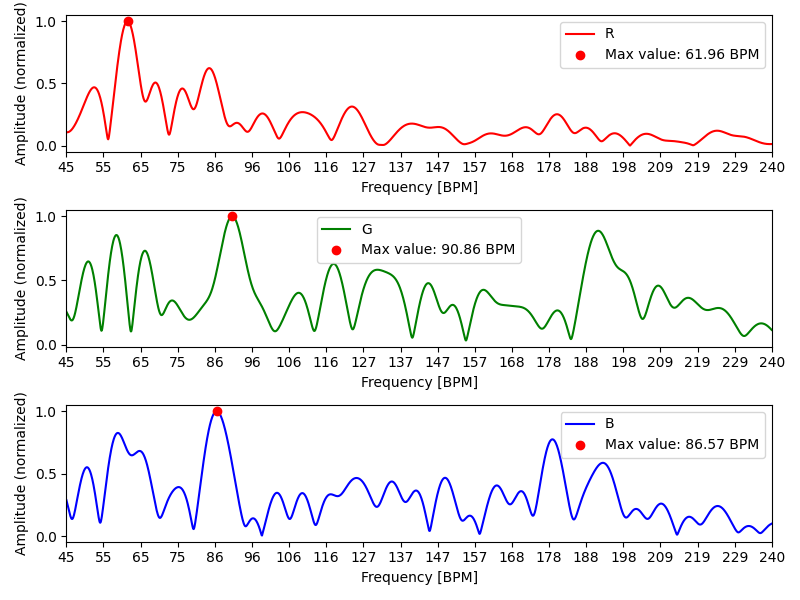 Amplitude (normalized)
1.0
0.5
0.0
R
Max value: 61.96 BPM
45 55 65 75 86 96 106 116 127 137 147 157 168 178 188 198 209 219 229 240
Frequency [BPM]
Amplitude (normalized)
1.0
0.5
0.0
G
Max value: 90.86 BPM
45 55 65 75 86 96 106 116 127 137 147 157 168 178 188 198 209 219 229 240
Frequency [BPM]
Amplitude (normalized)
1.0
0.5
0.0
B
Max value: 86.57 BPM
45 55 65 75 86 96 106 116 127 137 147 157 168 178 188 198 209 219 229 240
Frequency [BPM]